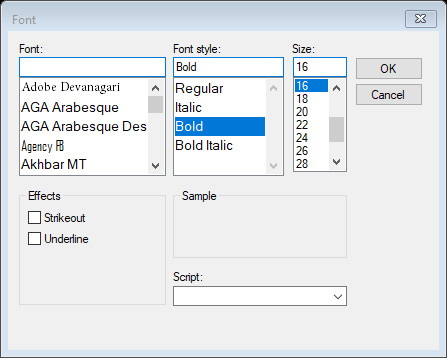 Font
Font: Font style: Size:
Bold 16
Adobe Devanagari Regular 16
AGA Arabesque Italic 18
AGA Arabesque Des Bold 20
Agency FB Bold Italic 22
Akhbar MT 24
26
28
OK
Cancel
Effects
Strikeout
Underline
Sample
Script: